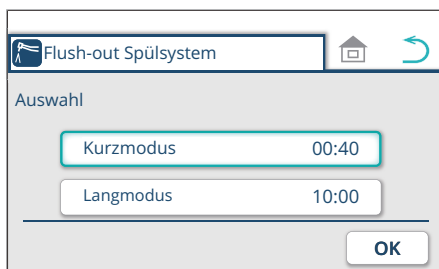 Flush-out Spülsystem
Auswahl
Kurzmodus 00:40
Langmodus 10:00
OK